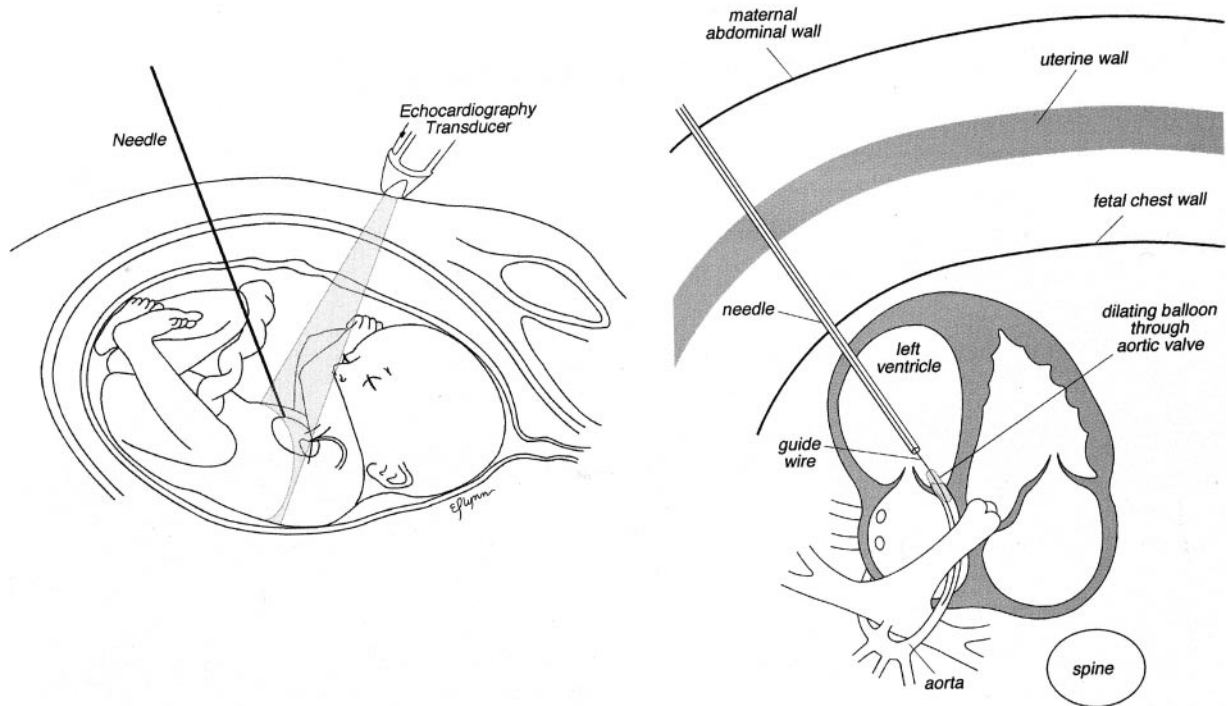 Needle
Echocardiography
Transducer
Eflynn
maternal
abdominal wall
uterine wall
fetal chest wall
needle
left
ventricle
dilating balloon
through
aortic valve
guide
wire
aorta
spine